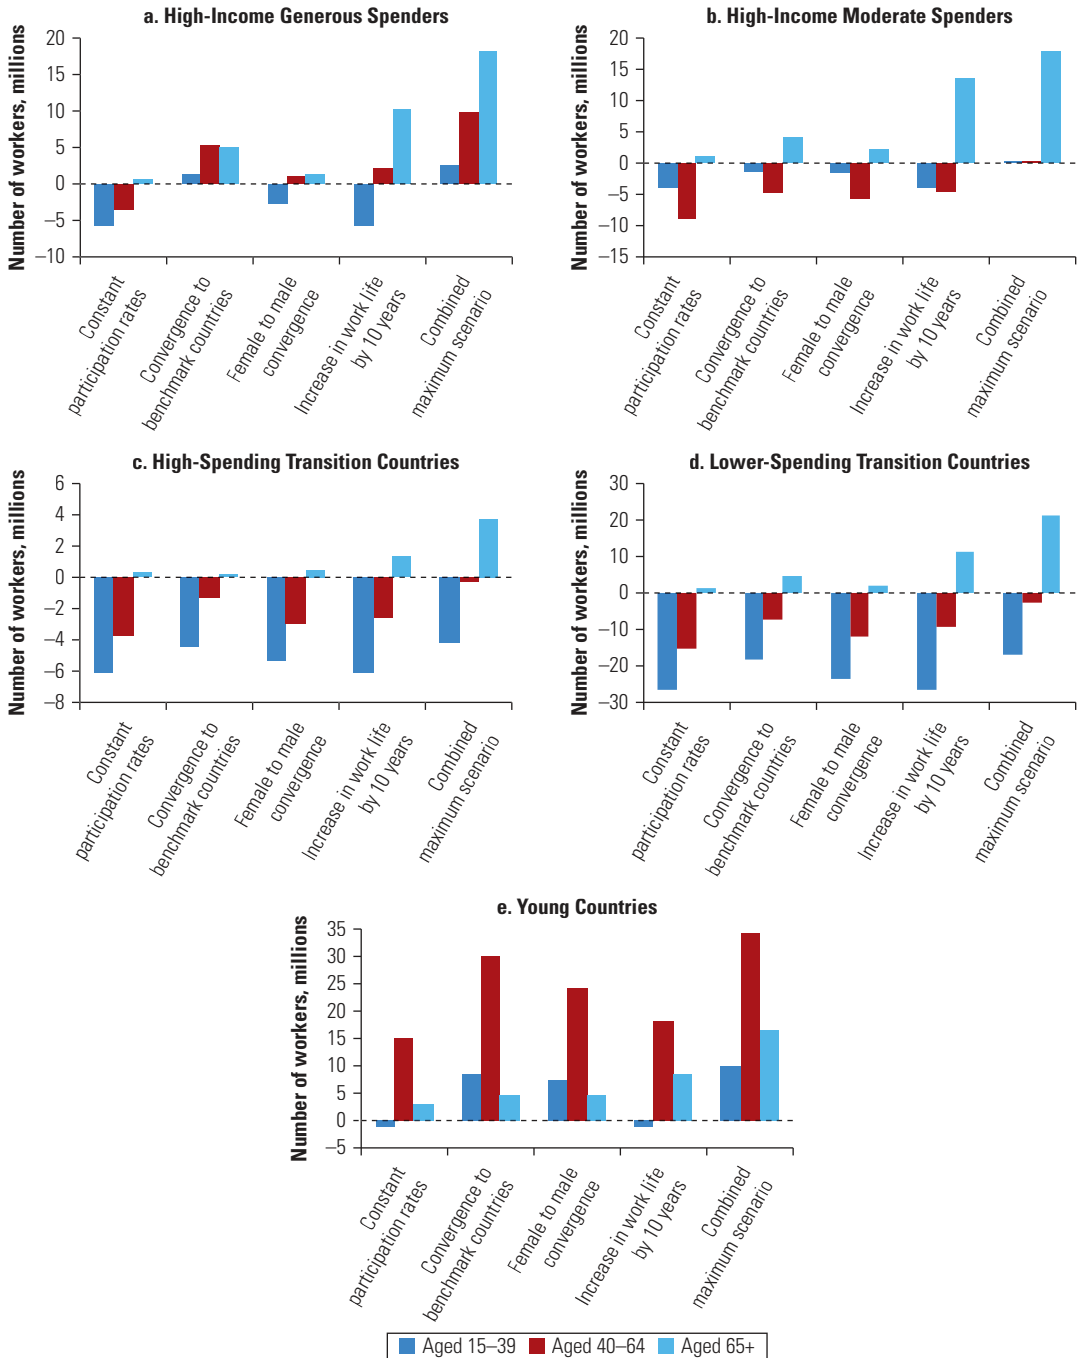 a. High-Income Generous Spenders
Number of workers, millions
20
15
10
5
0
–5
–10
Constant
participation rates
Convergence to
benchmark countries
Female to male
convergence
Increase in work life
by 10 years
Combined
maximum scenario
b. High-Income Moderate Spenders
Number of workers, millions
20
15
10
5
0
–5
–10
–15
Constant
participation rates
Convergence to
benchmark countries
Female to male
convergence
Increase in work life
by 10 years
Combined
maximum scenario
c. High-Spending Transition Countries
Number of workers, millions
6
4
2
0
–2
–4
–6
–8
Constant
participation rates
Convergence to
benchmark countries
Female to male
convergence
Increase in work life
by 10 years
Combined
maximum scenario
d. Lower-Spending Transition Countries
Number of workers, millions
30
20
10
0
–10
–20
–30
Constant
participation rates
Convergence to
benchmark countries
Female to male
convergence
Increase in work life
by 10 years
Combined
maximum scenario
e. Young Countries
Number of workers, millions
35
30
25
20
15
10
5
0
–5
Constant
participation rates
Convergence to
benchmark countries
Female to male
convergence
Increase in work life
by 10 years
Combined
maximum scenario
Aged 15–39 Aged 40–64 Aged 65+